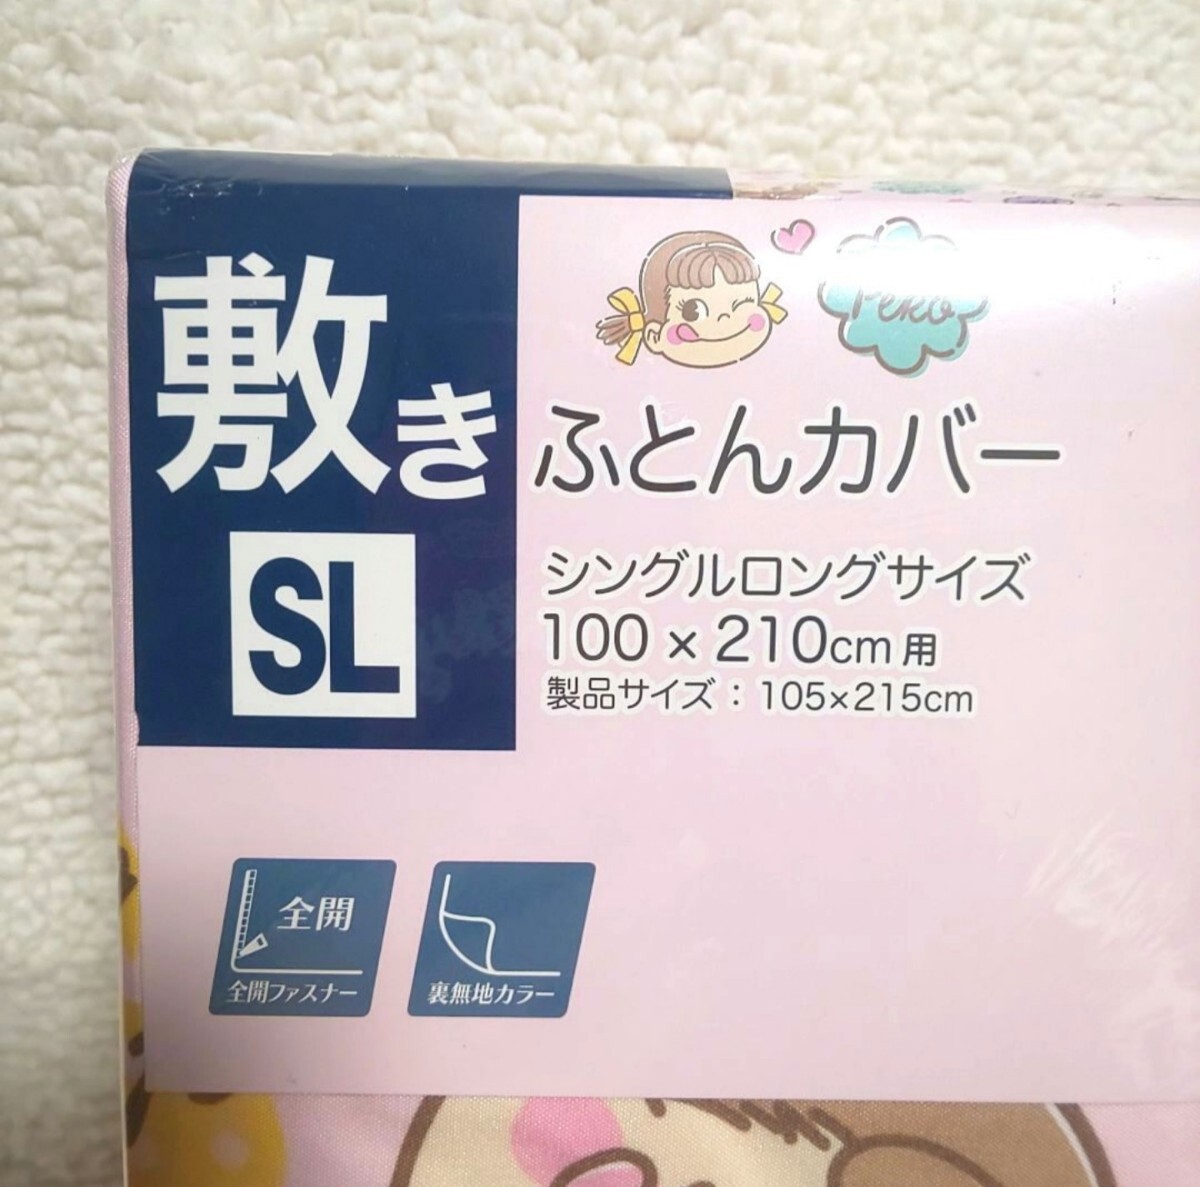 敷き
SL
Peko
ふとんカバー
シングルロングサイズ
100 × 210cm 用
製品サイズ：105×215cm
全開
全開ファスナー
裏無地カラー